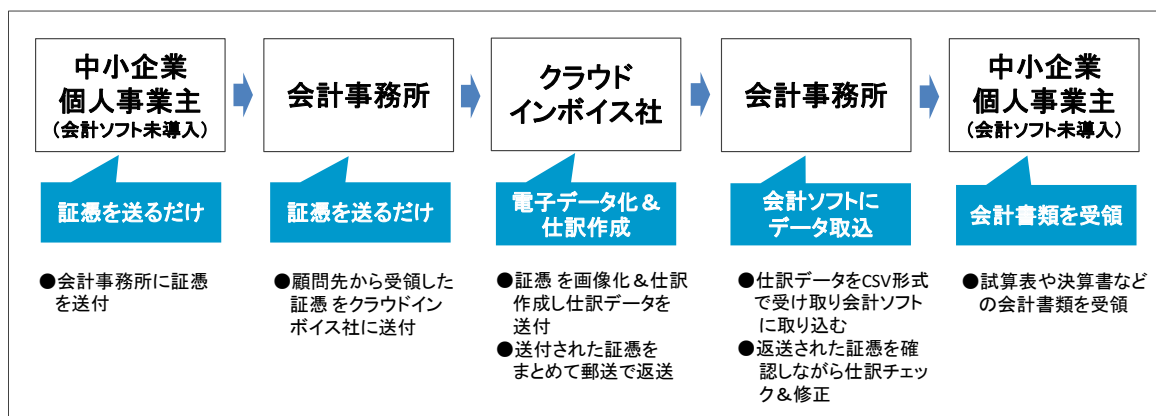 中小企業
個人事業主
(会計ソフト未導入)
会計事務所
クラウド
インボイス社
会計事務所
中小企業
個人事業主
(会計ソフト未導入)
証憑を送るだけ
証憑を送るだけ
電子データ化&
仕訳作成
会計ソフトに
データ取込
会計書類を受領
●会計事務所に証憑
を送付
●顧問先から受領した
証憑 をクラウドイン
ボイス社に送付
●証憑 を画像化&仕訳
作成し仕訳データを
送付
●送付された証憑を
まとめて郵送で返送
●仕訳データをCSV形式
で受け取り会計ソフト
に取り込む
●返送された証憑を確
認しながら仕訳チェッ
ク&修正
●試算表や決算書など
の会計書類を受領